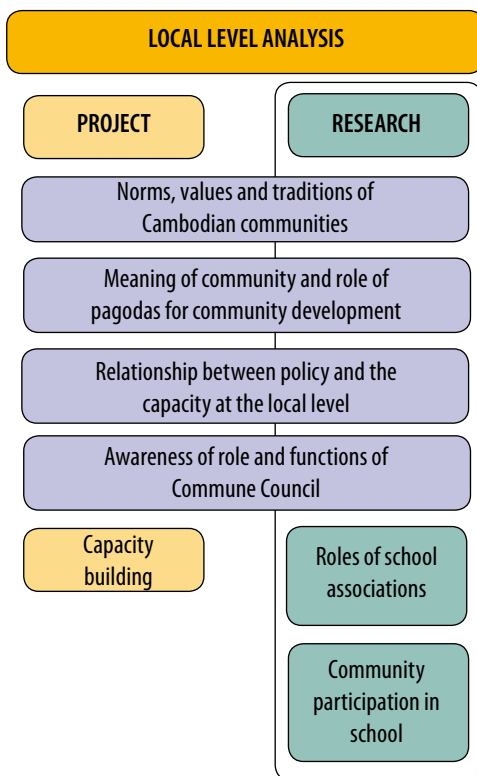 LOCAL LEVEL ANALYSIS
PROJECT
RESEARCH
Norms, values and traditions of
Cambodian communities
Meaning of community and role of
pagodas for community development
Relationship between policy and the
capacity at the local level
Awareness of role and functions of
Commune Council
Capacity
building
Roles of school
associations
Community
participation in
school